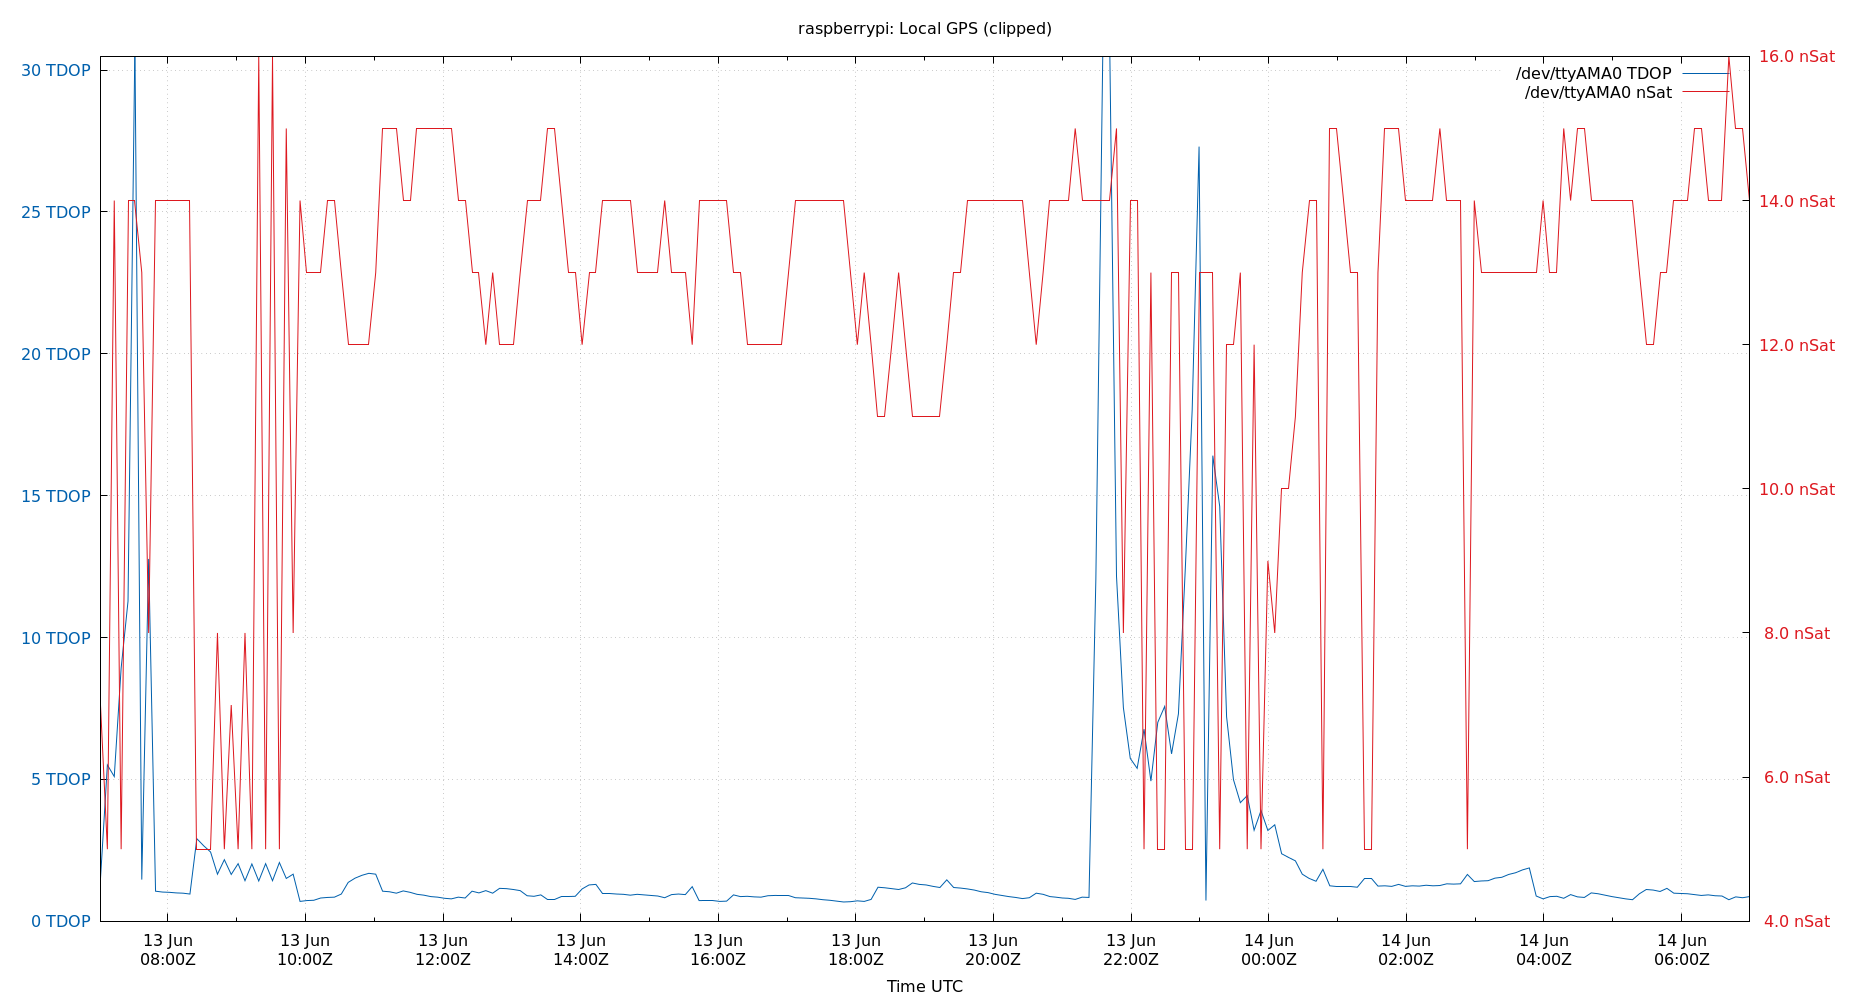 raspberrypi: Local GPS (clipped)
30 TDOP
25 TDOP
20 TDOP
15 TDOP
10 TDOP
5 TDOP
0 TDOP
16.0 nSat
14.0 nSat
12.0 nSat
10.0 nSat
8.0 nSat
6.0 nSat
4.0 nSat
/dev/ttyAMA0 TDOP
/dev/ttyAMA0 nSat
13 Jun
08:00Z
13 Jun
10:00Z
13 Jun
12:00Z
13 Jun
14:00Z
13 Jun
16:00Z
13 Jun
18:00Z
13 Jun
20:00Z
13 Jun
22:00Z
14 Jun
00:00Z
14 Jun
02:00Z
14 Jun
04:00Z
14 Jun
06:00Z
Time UTC